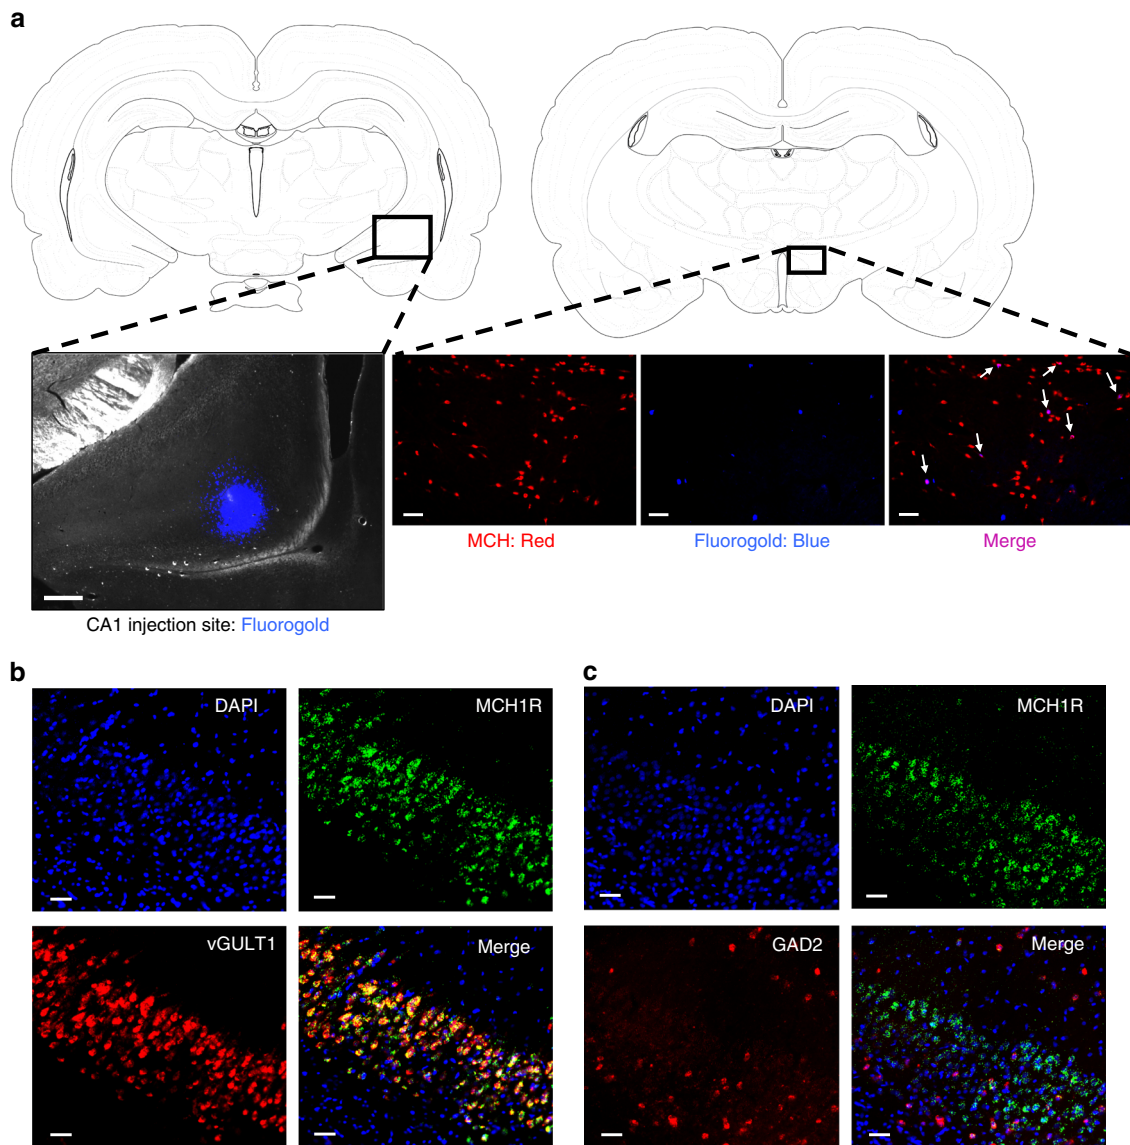 a
MCH: Red
Fluorogold: Blue
Merge
CA1 injection site: Fluorogold
b
DAPI
MCH1R
vGULT1
Merge
c
DAPI
MCH1R
GAD2
Merge